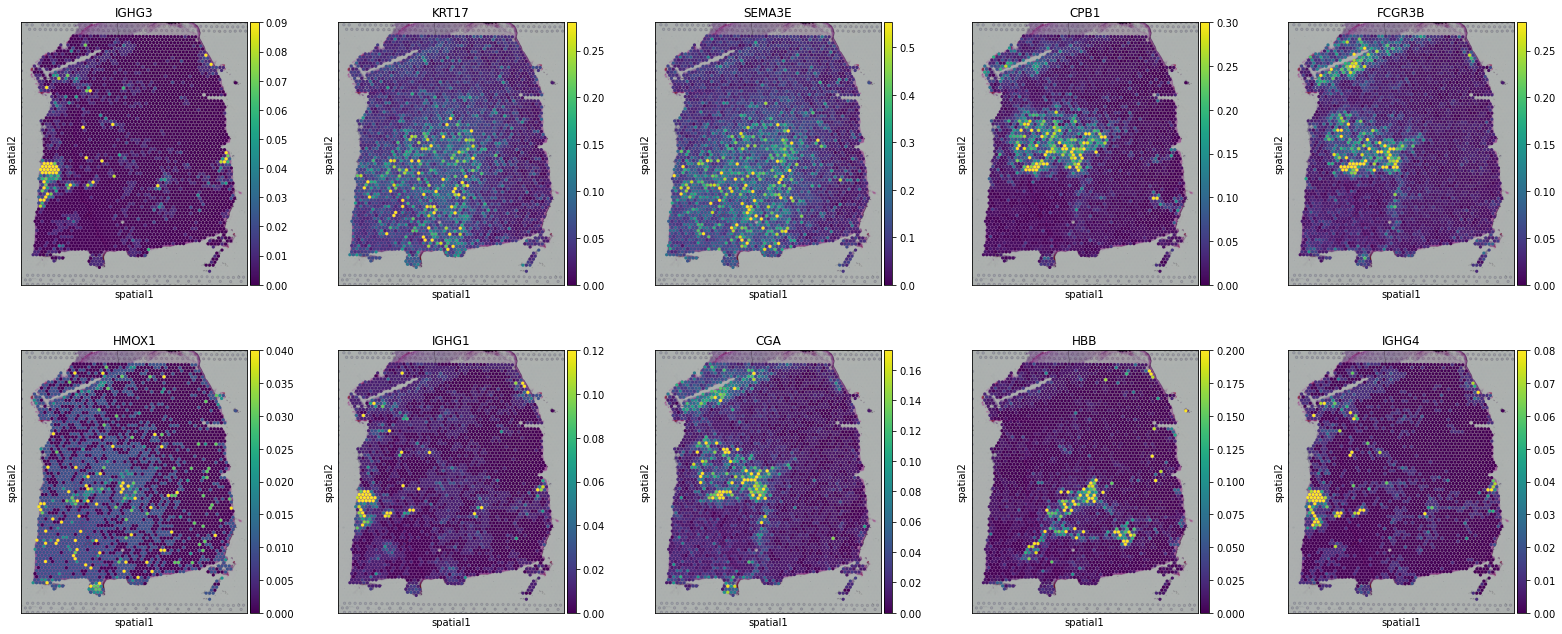 IGHG3
KRT17
SEMA3E
CPB1
FCGR3B
spatial2
spatial1
0.09
0.08
0.07
0.06
0.05
0.04
0.03
0.02
0.01
0.00
spatial2
spatial1
0.25
0.20
0.15
0.10
0.05
0.00
spatial2
spatial1
0.5
0.4
0.3
0.2
0.1
0.0
spatial2
spatial1
0.30
0.25
0.20
0.15
0.10
0.05
0.00
spatial2
spatial1
0.25
0.20
0.15
0.10
0.05
0.00
HMOX1
IGHG1
CGA
HBB
IGHG4
spatial2
spatial1
0.040
0.035
0.030
0.025
0.020
0.015
0.010
0.005
0.000
spatial2
spatial1
0.12
0.10
0.08
0.06
0.04
0.02
0.00
spatial2
spatial1
0.16
0.14
0.12
0.10
0.08
0.06
0.04
0.02
0.00
spatial2
spatial1
0.200
0.175
0.150
0.125
0.100
0.075
0.050
0.025
0.000
spatial2
spatial1
0.08
0.07
0.06
0.05
0.04
0.03
0.02
0.01
0.00